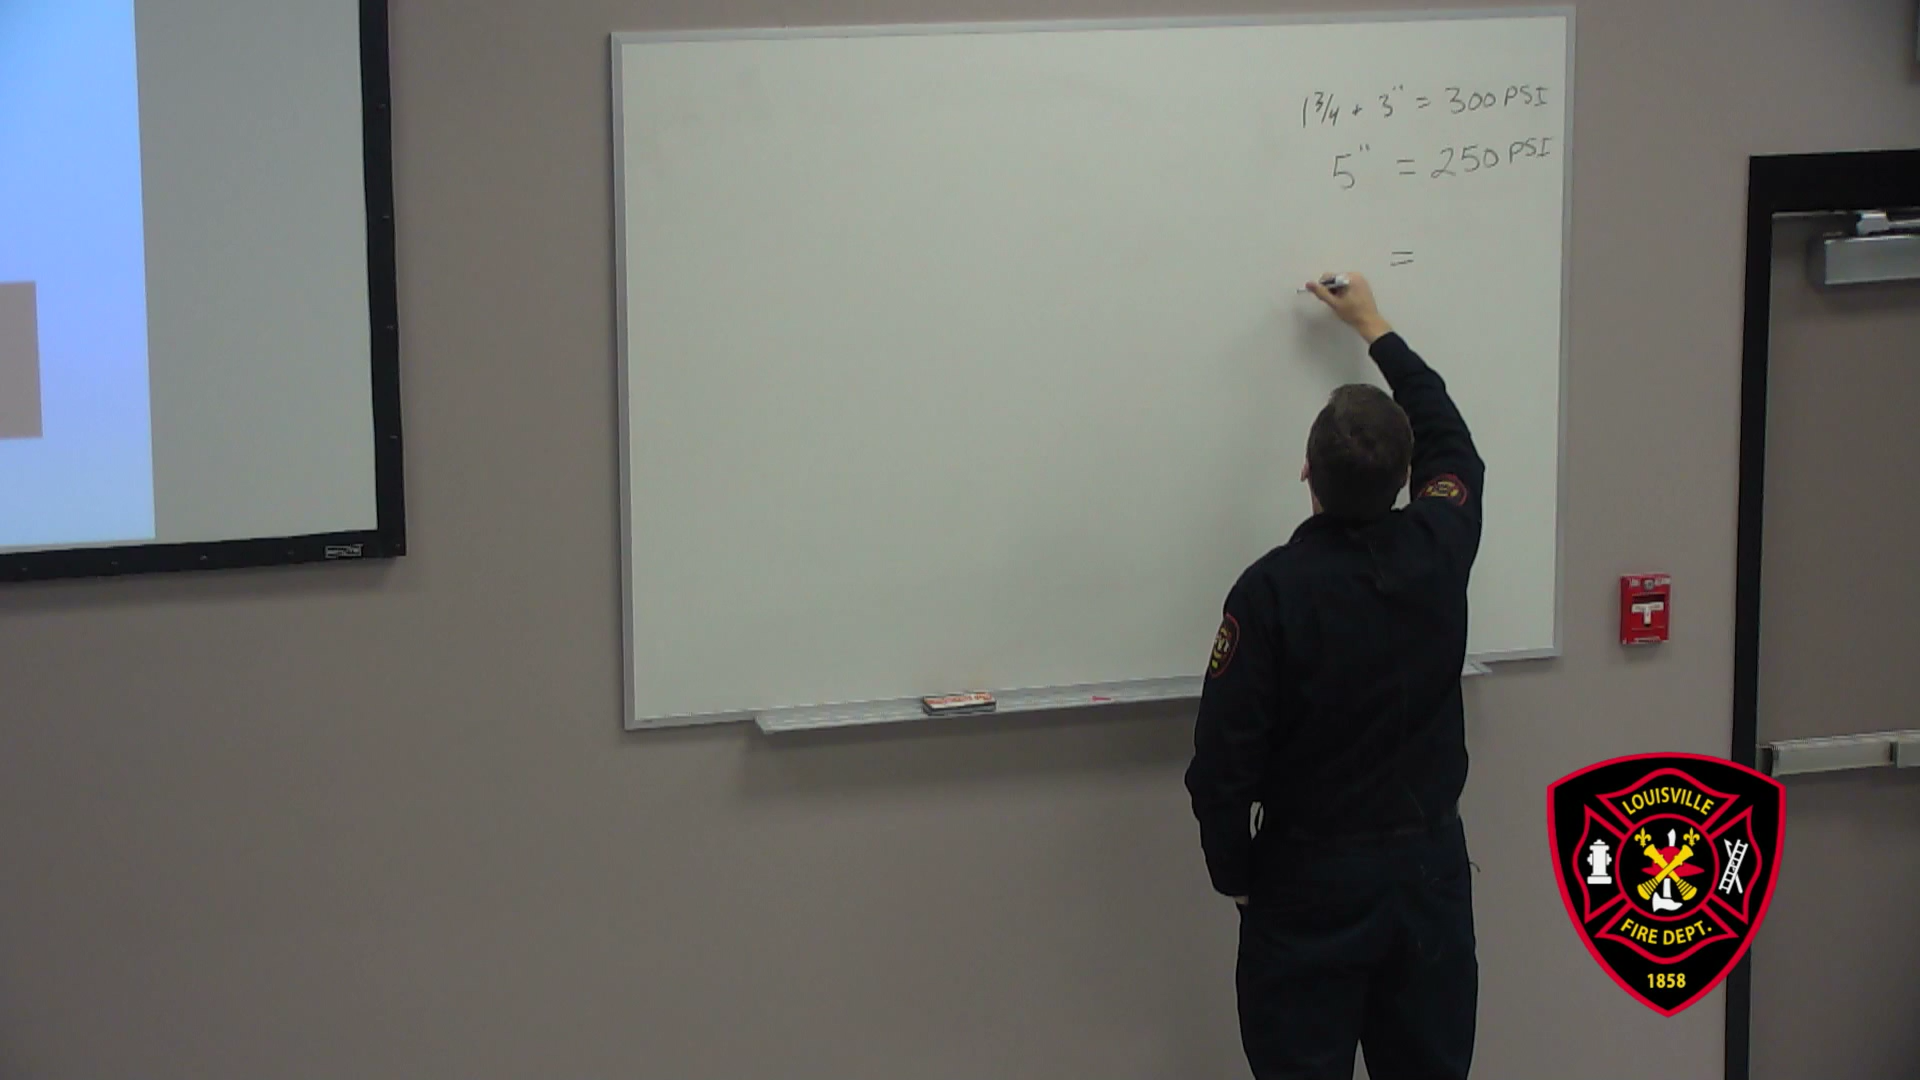 1 3/4 + 3" = 300 PSI
5" = 250 PSI
=
LOUISVILLE
FIRE DEPT.
1858